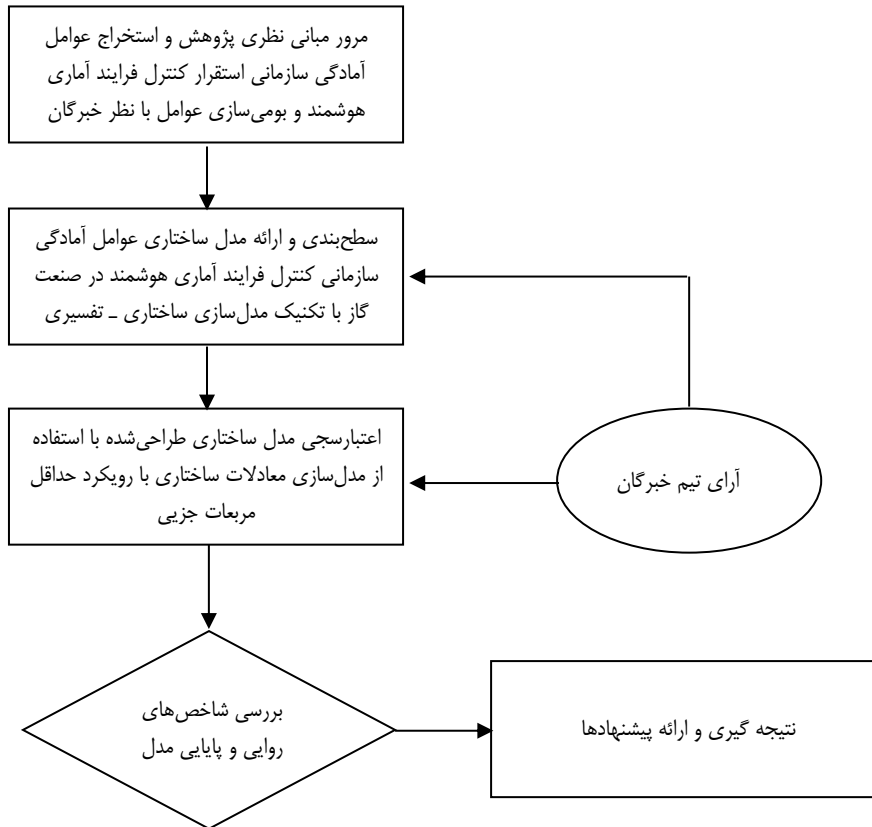 مرور مبانی نظری پژوهش و استخراج عوامل
آمادگی سازمانی استقرار کنترل فرایند آماری
هوشمند و بومی‌سازی عوامل با نظر خبرگان
سطح‌بندی و ارائه مدل ساختاری عوامل آمادگی
سازمانی کنترل فرایند آماری هوشمند در صنعت
گاز با تکنیک مدل‌سازی ساختاری ـ تفسیری
اعتبارسجی مدل ساختاری طراحی‌شده با استفاده
از مدل‌سازی معادلات ساختاری با رویکرد حداقل
مربعات جزیی
آرای تیم خبرگان
بررسی شاخص‌های
روایی و پایایی مدل
نتیجه گیری و ارائه پیشنهادها